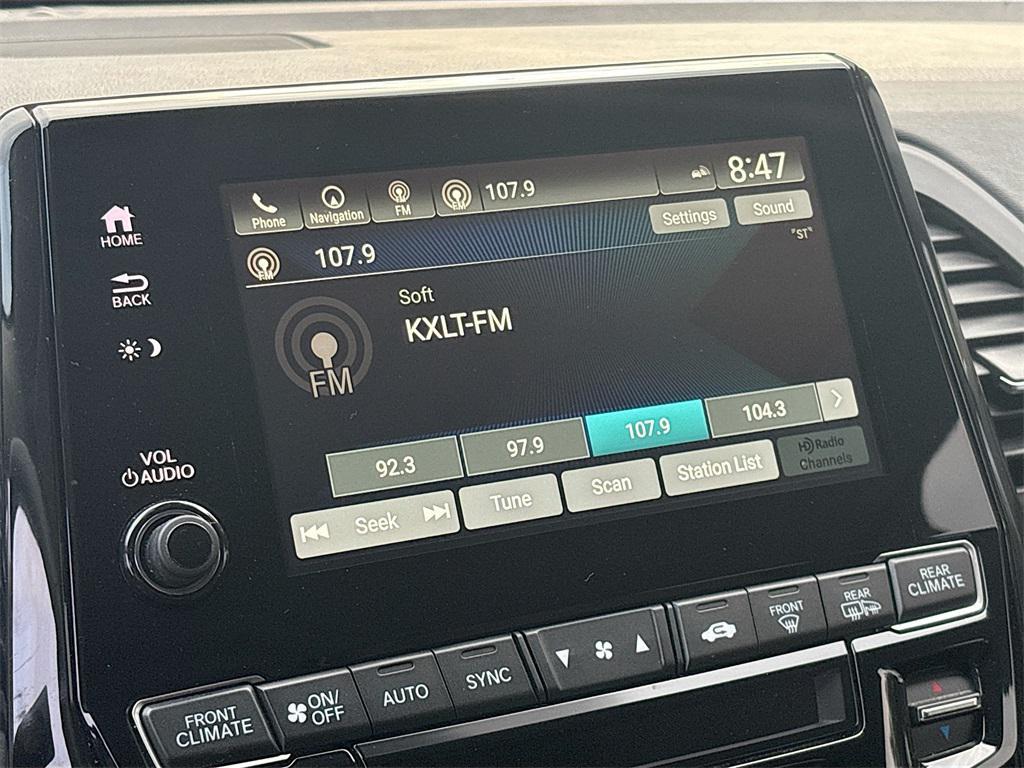 Phone
Navigation
FM
FM
107.9
8:47
FM
107.9
Settings
Sound
"ST"
Soft
KXLT-FM
FM
92.3
97.9
107.9
104.3
Seek
Tune
Scan
Station List
HD Radio
Channels
HOME
BACK
VOL
AUDIO
FRONT
CLIMATE
ON/
OFF
AUTO
SYNC
FRONT
REAR
REAR
CLIMATE